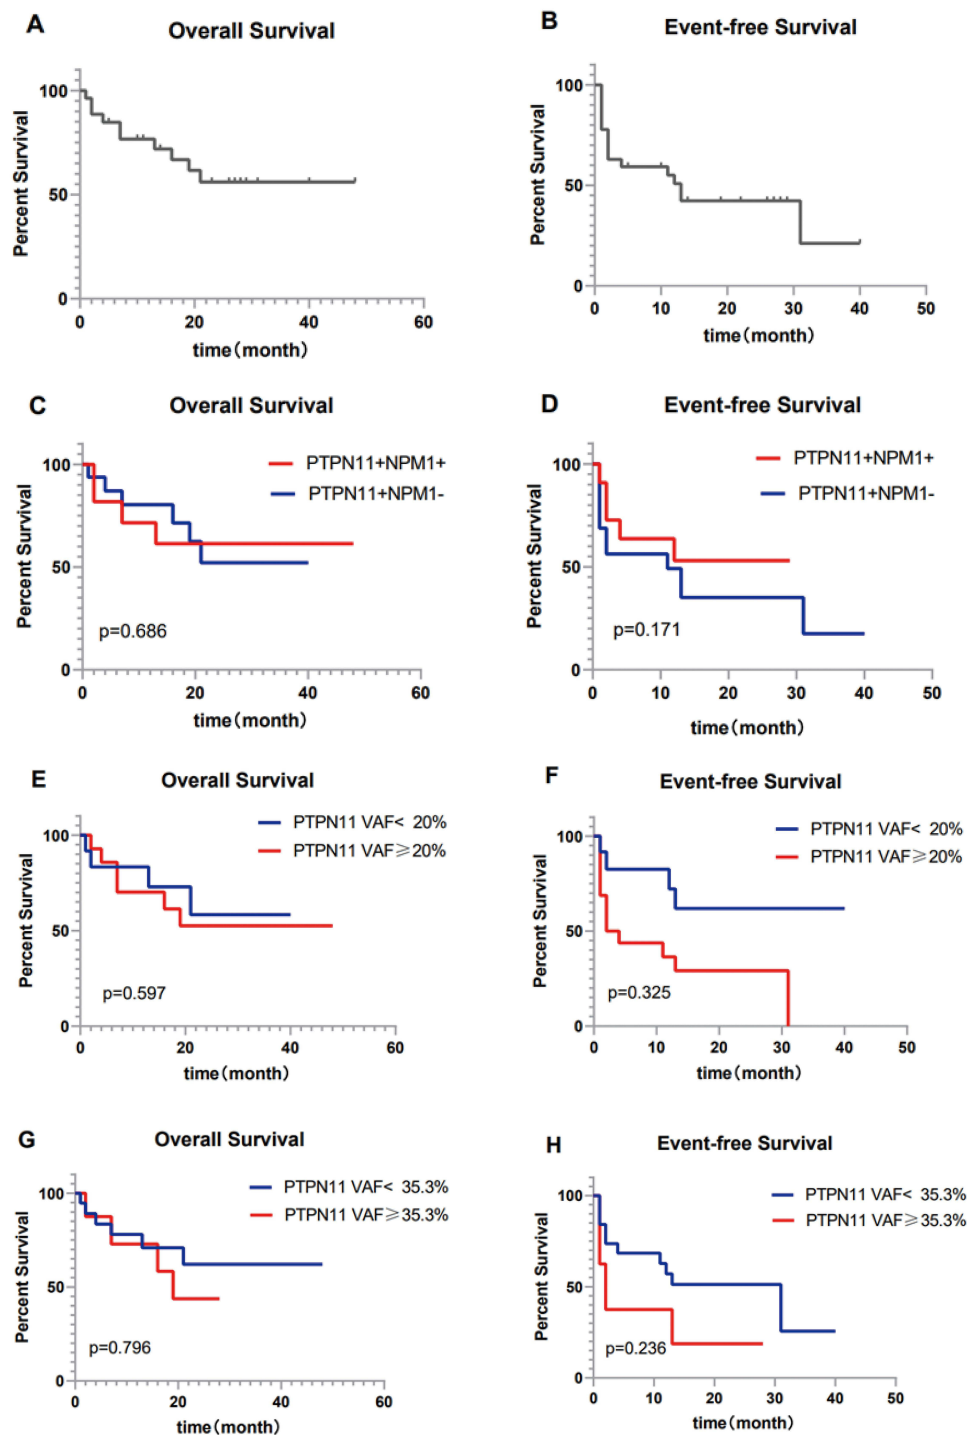 A
Overall Survival
Percent Survival
100
50
0
0 20 40 60
time(month)
B
Event-free Survival
Percent Survival
100
50
0
0 10 20 30 40 50
time(month)
C
Overall Survival
PTPN11+NPM1+
PTPN11+NPM1-
Percent Survival
100
50
0
p=0.686
0 20 40 60
time(month)
D
Event-free Survival
PTPN11+NPM1+
PTPN11+NPM1-
Percent Survival
100
50
0
p=0.171
0 10 20 30 40 50
time(month)
E
Overall Survival
PTPN11 VAF< 20%
PTPN11 VAF≥20%
Percent Survival
100
50
0
p=0.597
0 20 40 60
time(month)
F
Event-free Survival
PTPN11 VAF< 20%
PTPN11 VAF≥20%
Percent Survival
100
50
0
p=0.325
0 10 20 30 40 50
time(month)
G
Overall Survival
PTPN11 VAF< 35.3%
PTPN11 VAF≥35.3%
Percent Survival
100
50
0
p=0.796
0 20 40 60
time(month)
H
Event-free Survival
PTPN11 VAF< 35.3%
PTPN11 VAF≥35.3%
Percent Survival
100
50
0
p=0.236
0 10 20 30 40 50
time(month)